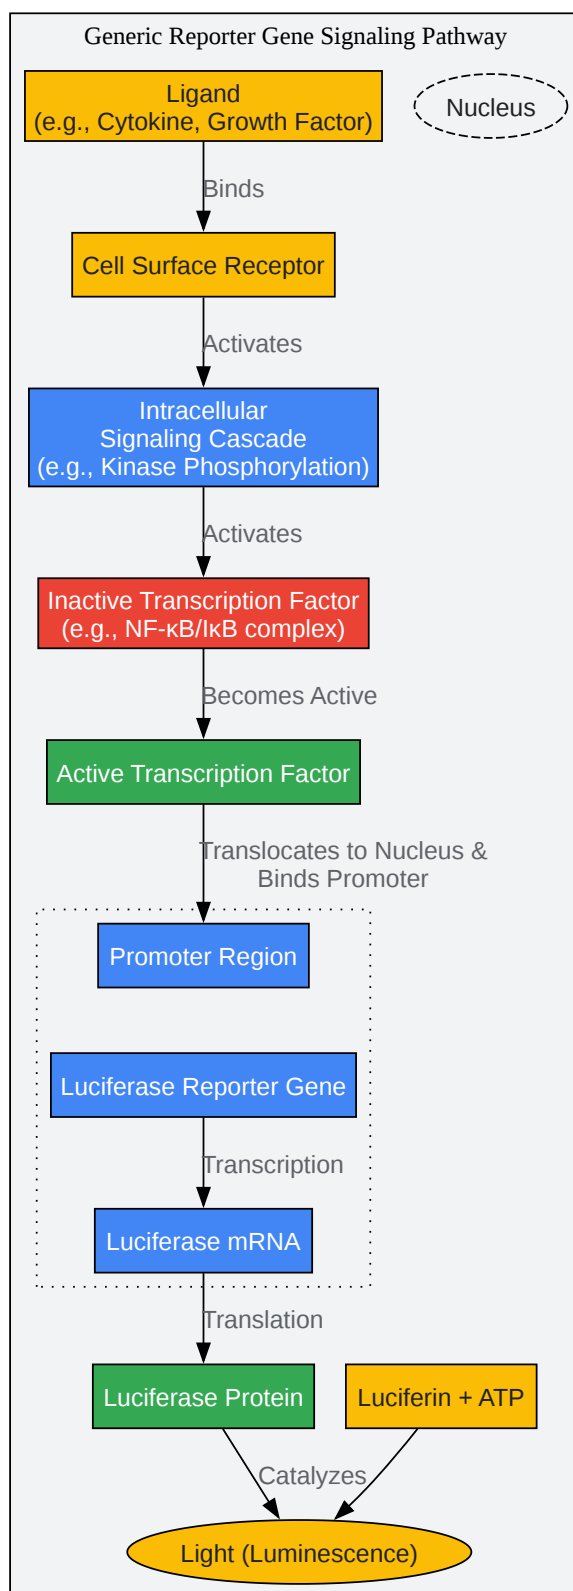 Generic Reporter Gene Signaling Pathway
Ligand
(e.g., Cytokine, Growth Factor)
Nucleus
Binds
Cell Surface Receptor
Activates
Intracellular
Signaling Cascade
(e.g., Kinase Phosphorylation)
Activates
Inactive Transcription Factor
(e.g., NF-κB/IκB complex)
Becomes Active
Active Transcription Factor
Translocates to Nucleus &
Binds Promoter
Promoter Region
Luciferase Reporter Gene
Transcription
Luciferase mRNA
Translation
Luciferase Protein
Luciferin + ATP
Catalyzes
Light (Luminescence)